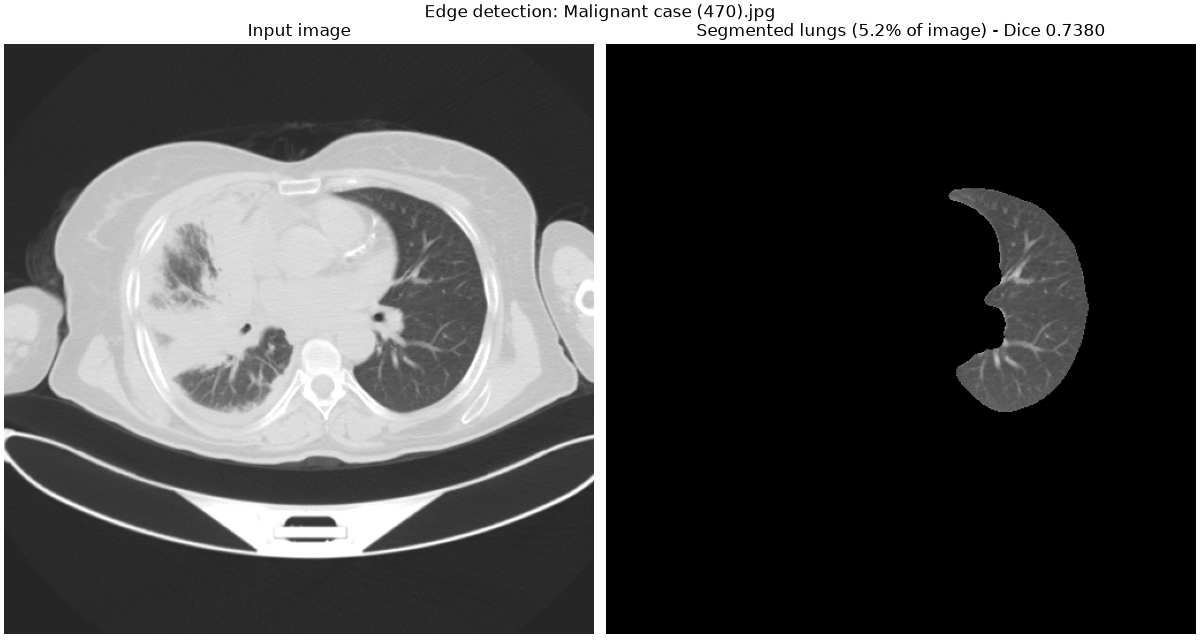 Edge detection: Malignant case (470).jpg
Input image
Segmented lungs (5.2% of image) - Dice 0.7380